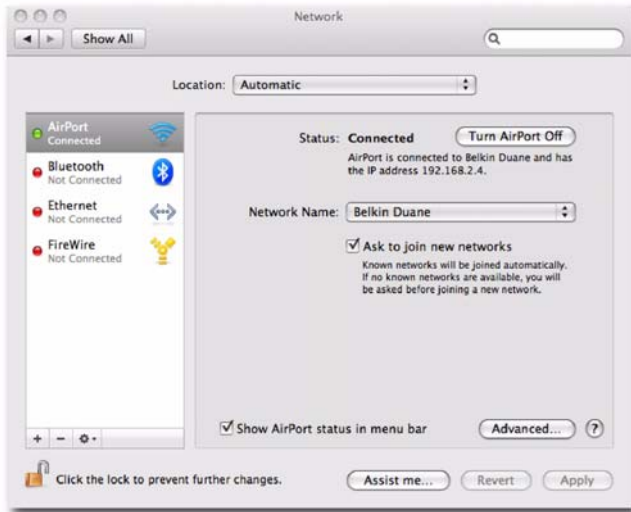 Network
Show All
Location: Automatic
AirPort
Connected
Bluetooth
Not Connected
Ethernet
Not Connected
FireWire
Not Connected
Status: Connected
Turn AirPort Off
AirPort is connected to Belkin Duane and has
the IP address 192.168.2.4.
Network Name: Belkin Duane
Ask to join new networks
Known networks will be joined automatically.
If no known networks are available, you will
be asked before joining a new network.
Show AirPort status in menu bar
Advanced...
?
Click the lock to prevent further changes.
Assist me...
Revert
Apply